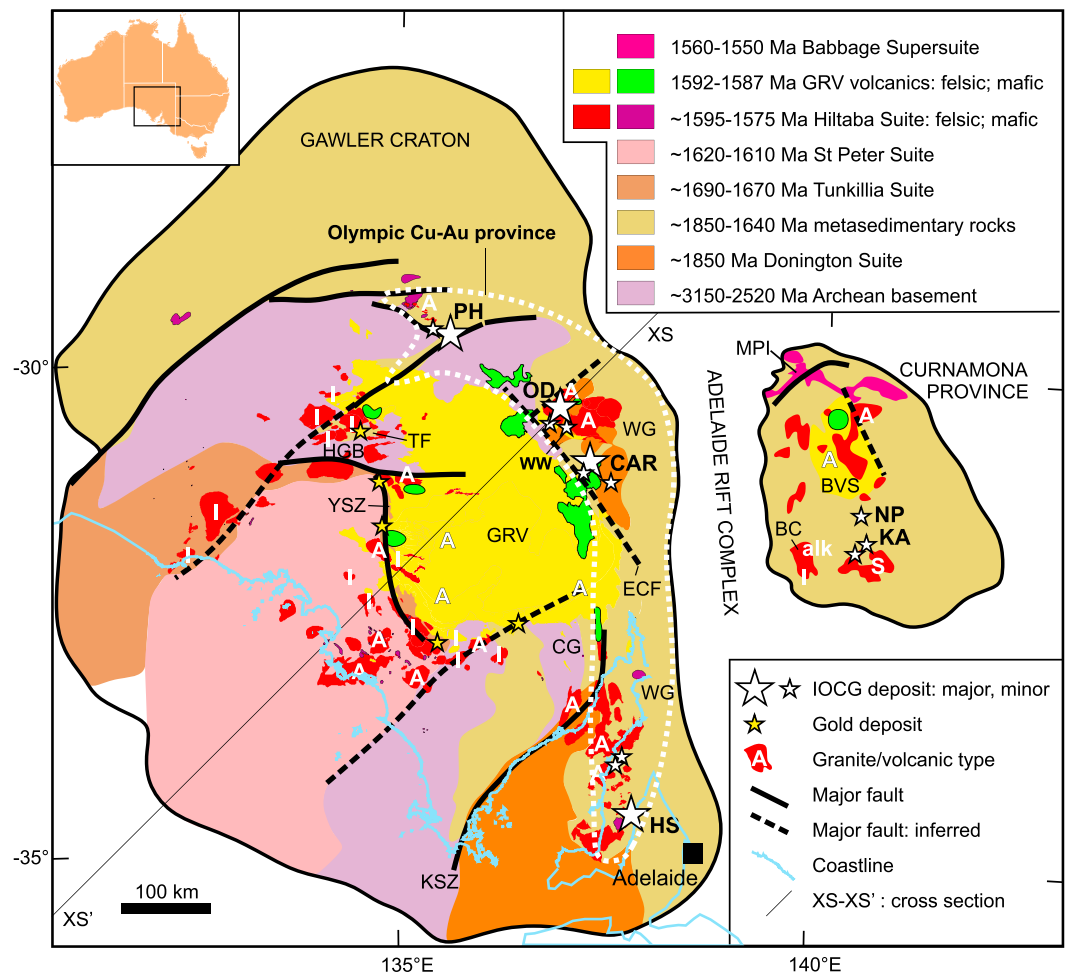 1560-1550 Ma Babbage Supersuite
1592-1587 Ma GRV volcanics: felsic; mafic
~1595-1575 Ma Hiltaba Suite: felsic; mafic
~1620-1610 Ma St Peter Suite
~1690-1670 Ma Tunkillia Suite
~1850-1640 Ma metasedimentary rocks
~1850 Ma Donington Suite
~3150-2520 Ma Archean basement
GAWLER CRATON
Olympic Cu-Au province
A
PH
XS
-30°
MPI
CURNAMONA
PROVINCE
ADELAIDE RIFT COMPLEX
OD
A
I
I
I
I
A
A
WG
TF
HGB
WW
CAR
A
BVS
A
YSZ
I
GRV
A
NP
KA
BC
alk
I
S
I
A
I
I
ECF
A
A
I
I
I
A
I
I
A
CG
A
A
WG
A
A
A
HS
-35°
KSZ
Adelaide
100 km
XS'
135°E
140°E
IOCG deposit: major, minor
Gold deposit
A
Granite/volcanic type
Major fault
Major fault: inferred
Coastline
XS-XS' : cross section